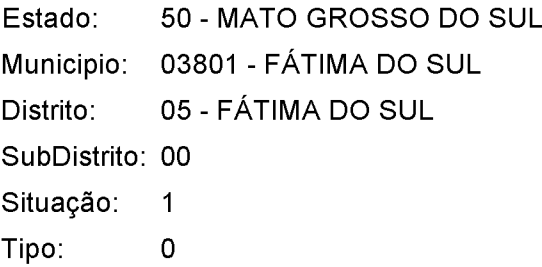 Estado: 50 - MATO GROSSO DO SUL
Municipio: 03801 - FÁTIMA DO SUL
Distrito: 05 - FÁTIMA DO SUL
SubDistrito: 00
Situação: 1
Tipo: 0